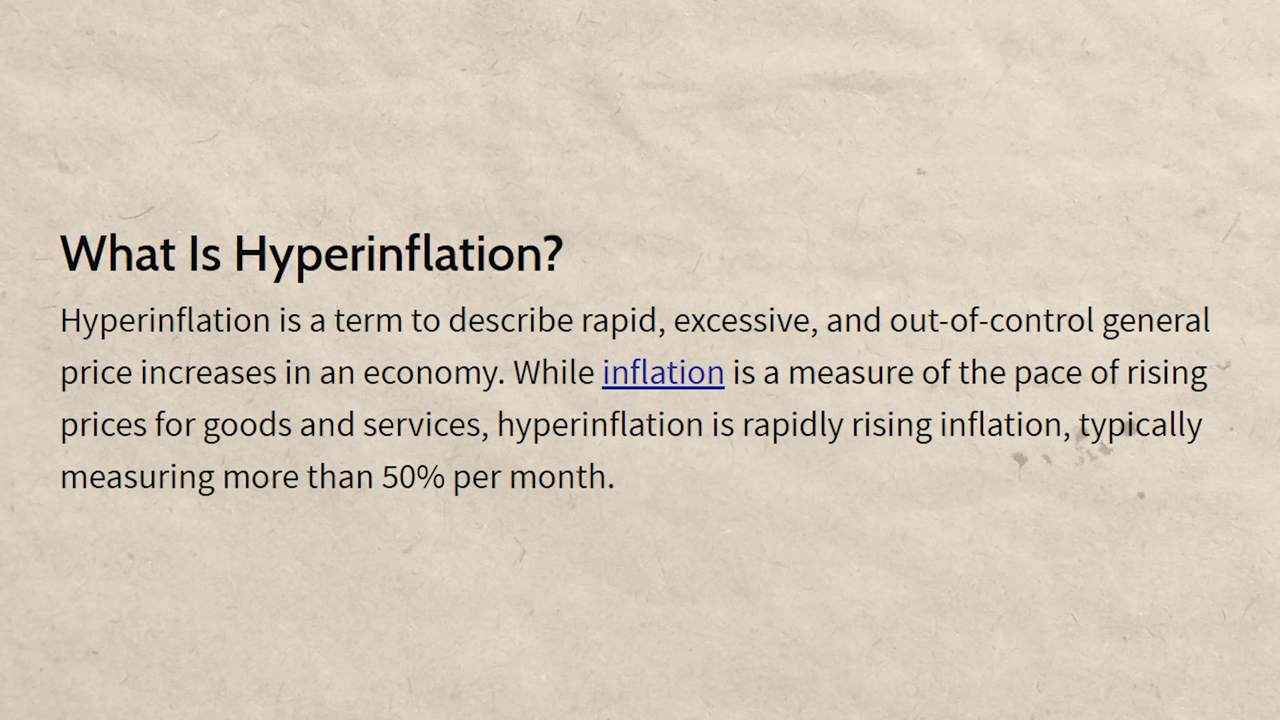 What Is Hyperinflation?
Hyperinflation is a term to describe rapid, excessive, and out-of-control general
price increases in an economy. While inflation is a measure of the pace of rising
prices for goods and services, hyperinflation is rapidly rising inflation, typically
measuring more than 50% per month.